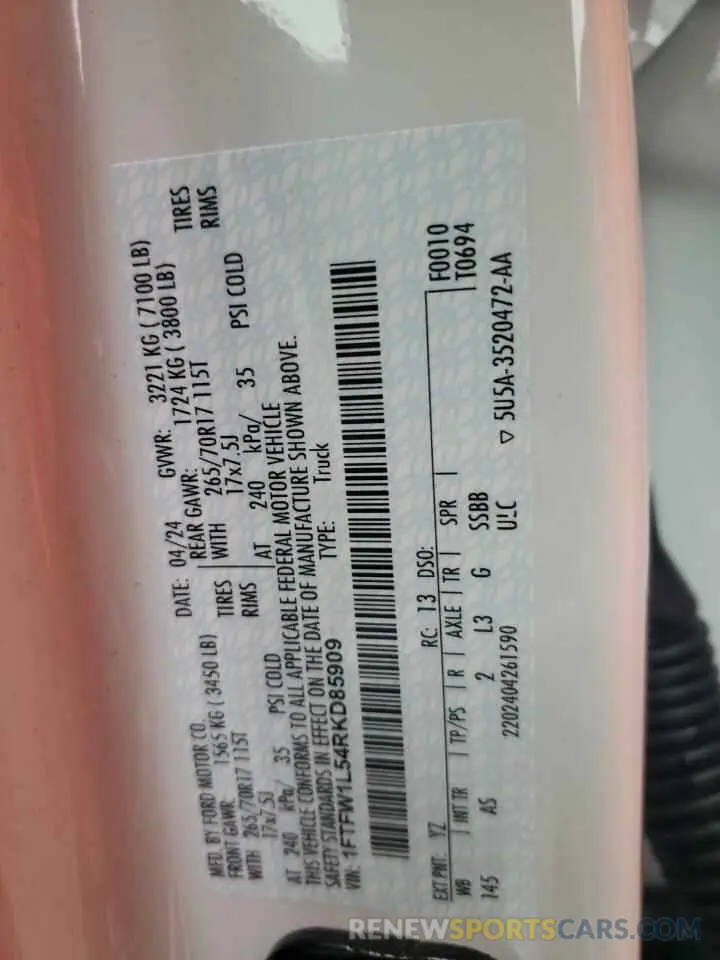 MFD. BY FORD MOTOR CO.
DATE: 04/24 GVWR: 3221 KG ( 7100 LB)
FRONT GAWR: 1565 KG ( 3450 LB)
REAR GAWR: 1724 KG ( 3800 LB)
WITH 265/70R17 115T TIRES
WITH 265/70R17 115T TIRES
17x7.5J RIMS
17x7.5J RIMS
AT 240 kPa/ 35 PSI COLD
AT 240 kPa/ 35 PSI COLD
THIS VEHICLE CONFORMS TO ALL APPLICABLE FEDERAL MOTOR VEHICLE
SAFETY STANDARDS IN EFFECT ON THE DATE OF MANUFACTURE SHOWN ABOVE.
VIN: 1FTFW1L54RKD85909
TYPE: Truck
EXT PNT: YZ RC: 13 DSO: F0010
WB INT TR TP/PS R AXLE TR SPR T0694
145 AS 2 L3 G SSBB
2202404261590 UIC ▽ 5U5A-3520472-AA
RENEWSPORTSCARS.COM